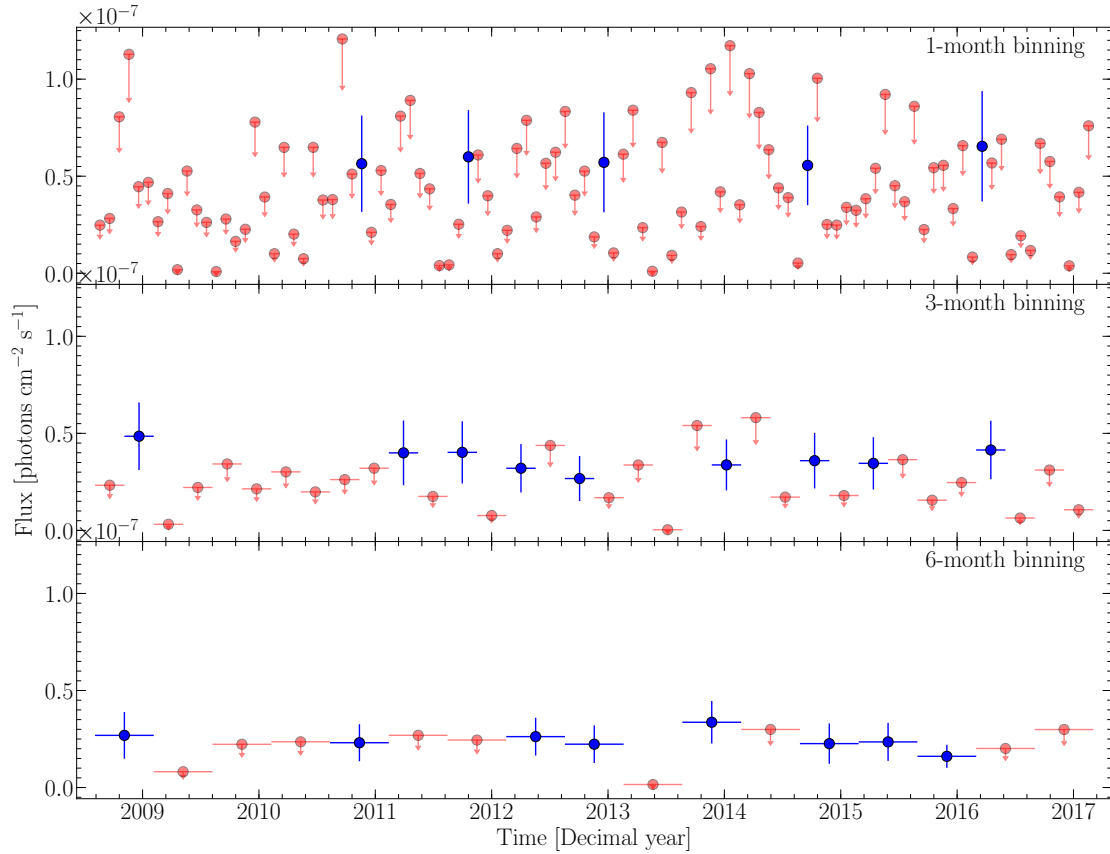 ×10⁻⁷
1-month binning
1.0
0.5
0.0
×10⁻⁷
3-month binning
1.0
0.5
0.0
Flux [photons cm⁻² s⁻¹]
×10⁻⁷
6-month binning
1.0
0.5
0.0
2009 2010 2011 2012 2013 2014 2015 2016 2017
Time [Decimal year]